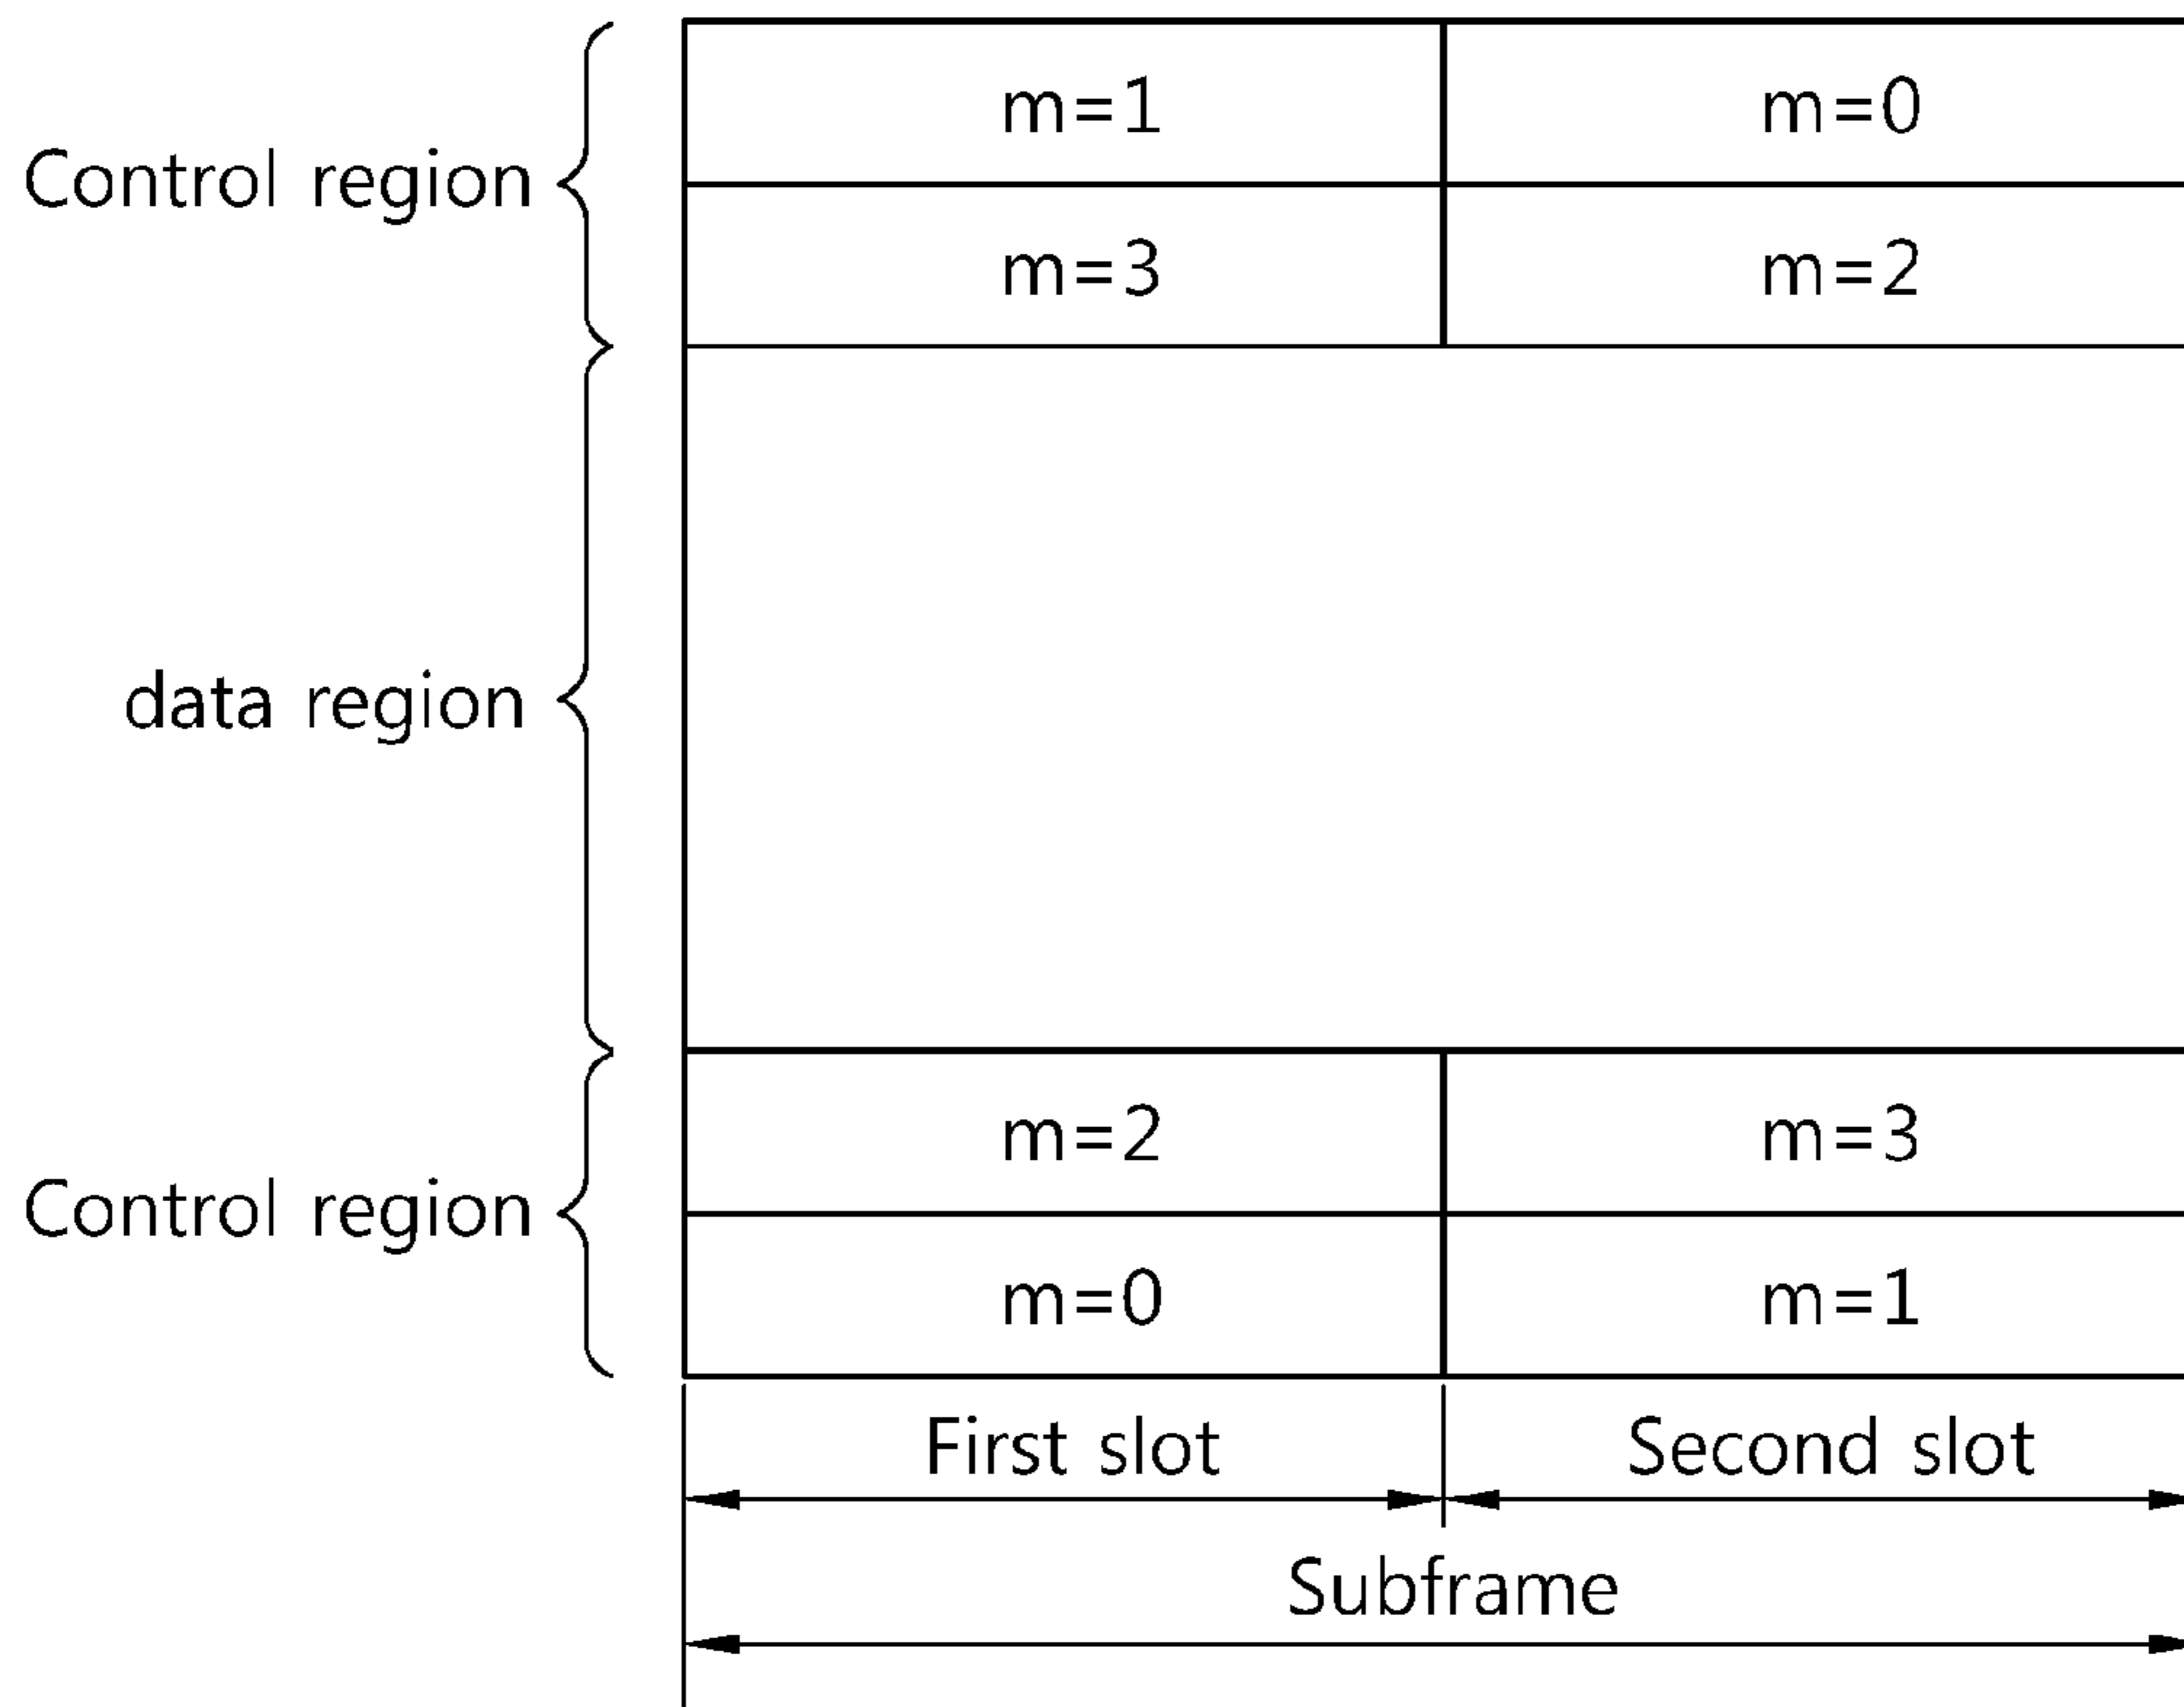 m=1 m=0
Control region
m=3 m=2
data region
m=2 m=3
Control region
m=0 m=1
First slot Second slot
Subframe